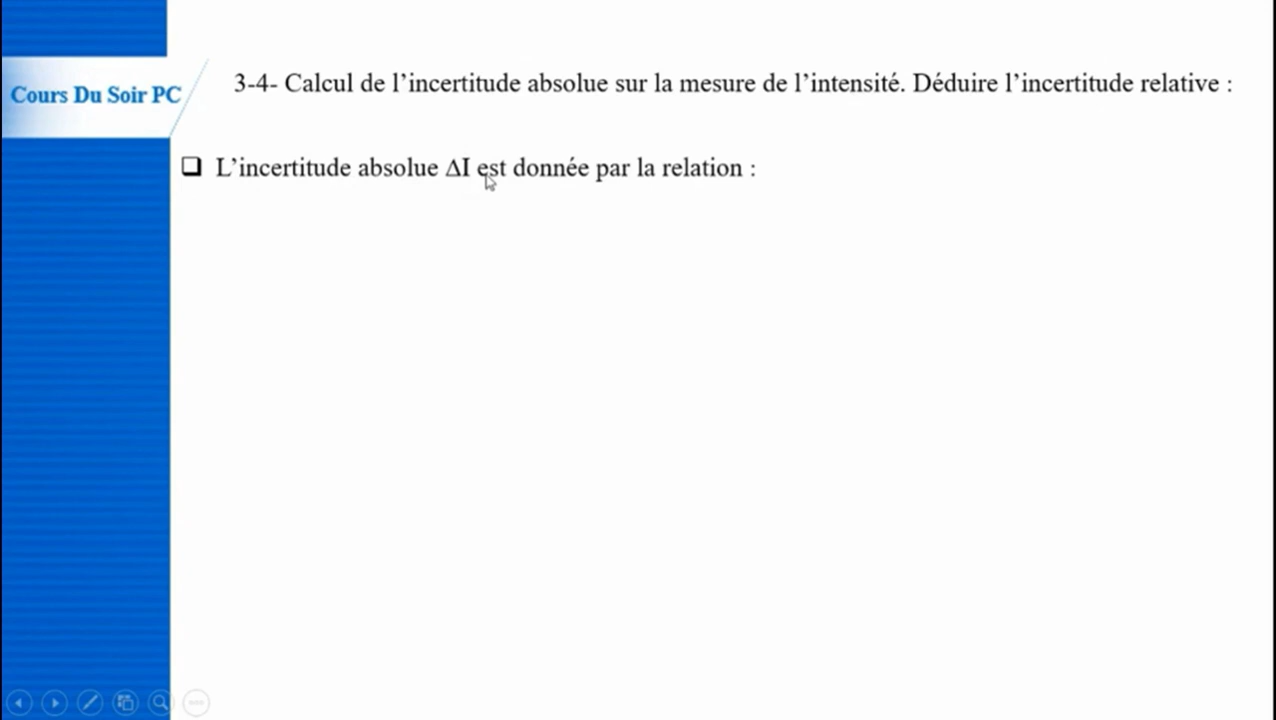 3-4- Calcul de l’incertitude absolue sur la mesure de l’intensité. Déduire l’incertitude relative :
Cours Du Soir PC
❑ L’incertitude absolue ΔI est donnée par la relation :